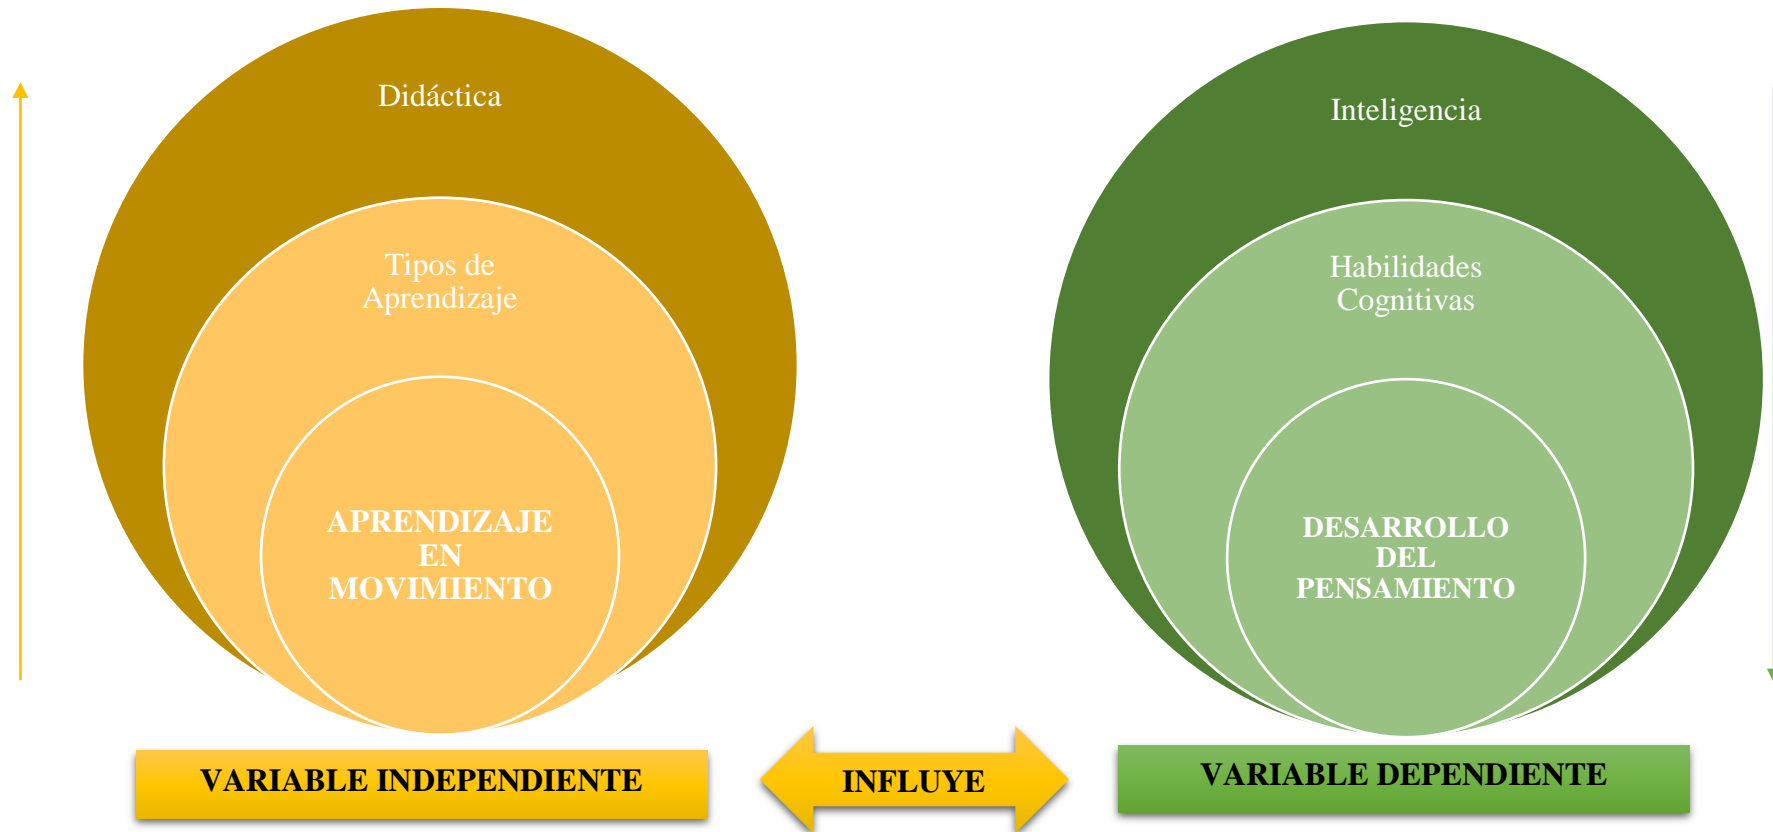 Didáctica
Tipos de
Aprendizaje
APRENDIZAJE
EN
MOVIMIENTO
VARIABLE INDEPENDIENTE
INFLUYE
Inteligencia
Habilidades
Cognitivas
DESARROLLO
DEL
PENSAMIENTO
VARIABLE DEPENDIENTE